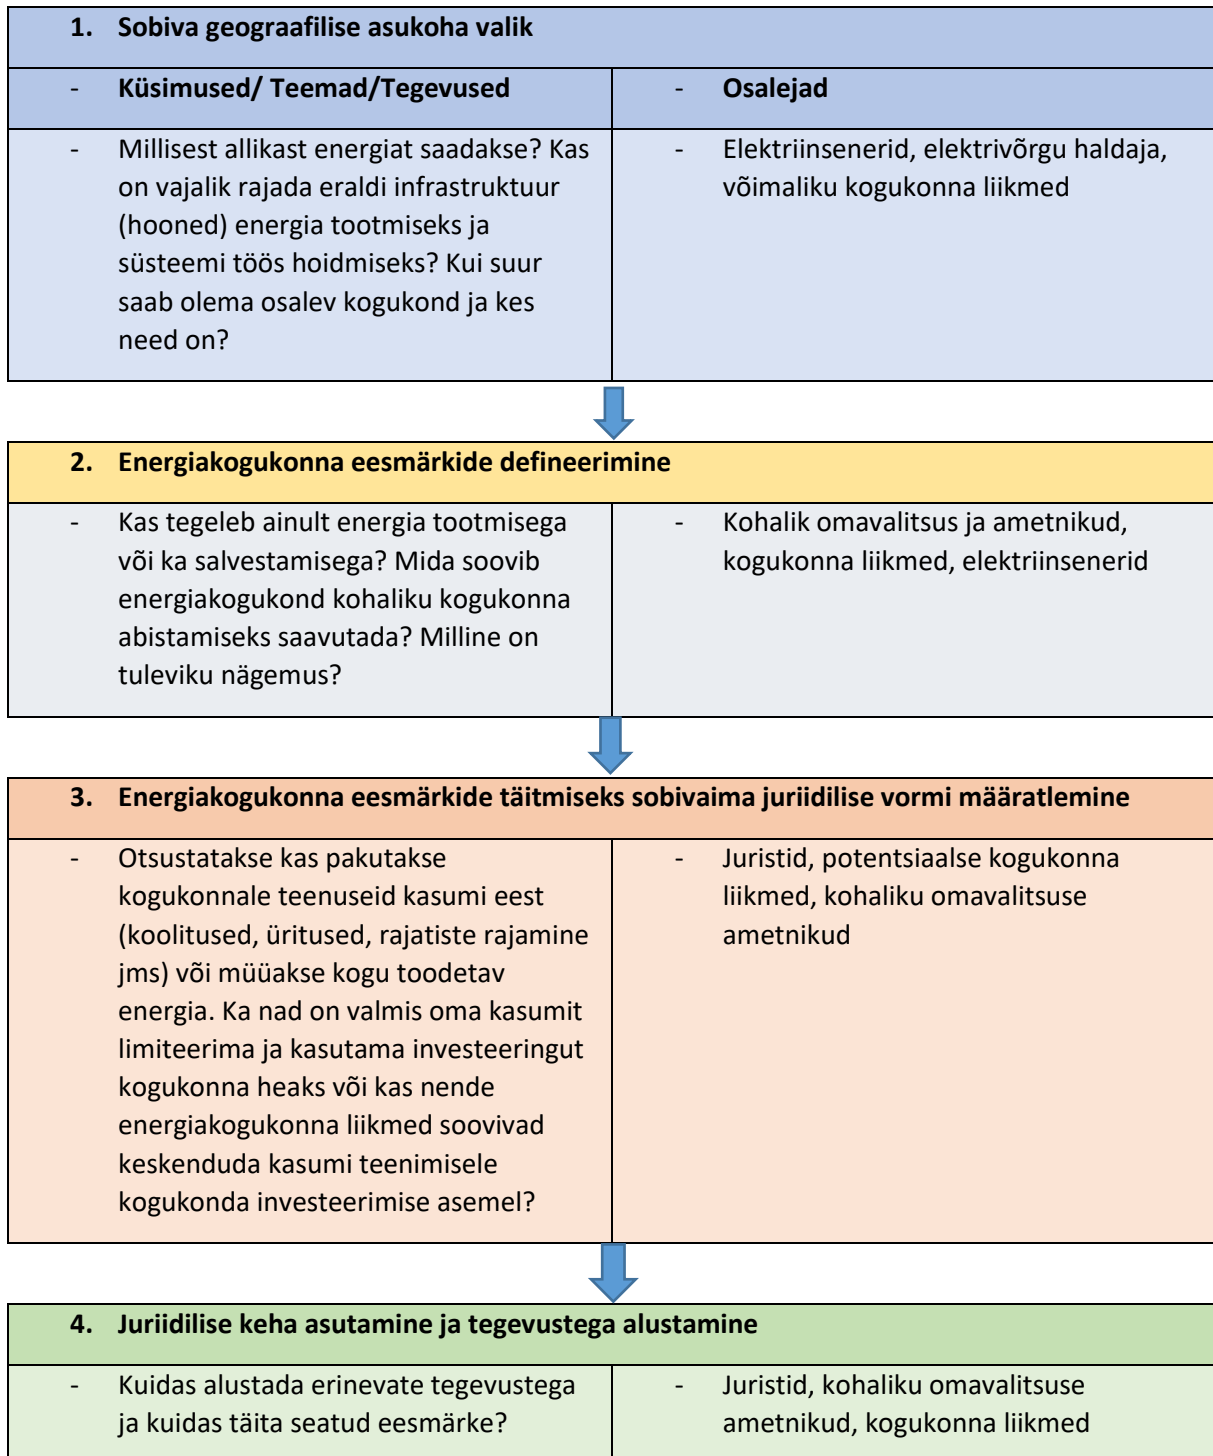 1. Sobiva geograafilise asukoha valik
- Küsimused/ Teemad/Tegevused
- Osalejad
- Millisest allikast energiat saadakse? Kas
on vajalik rajada eraldi infrastruktuur
(hooned) energia tootmiseks ja
süsteemi töös hoidmiseks? Kui suur
saab olema osalev kogukond ja kes
need on?
- Elektriinsenerid, elektrivõrgu haldaja,
võimaliku kogukonna liikmed
2. Energiakogukonna eesmärkide defineerimine
- Kas tegeleb ainult energia tootmisega
või ka salvestamisega? Mida soovib
energiakogukond kohaliku kogukonna
abistamiseks saavutada? Milline on
tuleviku nägemus?
- Kohalik omavalitsus ja ametnikud,
kogukonna liikmed, elektriinsenerid
3. Energiakogukonna eesmärkide täitmiseks sobivaima juriidilise vormi määratlemine
- Otsustatakse kas pakutakse
kogukonnale teenuseid kasumi eest
(koolitused, üritused, rajatiste rajamine
jms) või müüakse kogu toodetav
energia. Ka nad on valmis oma kasumit
limiteerima ja kasutama investeeringut
kogukonna heaks või kas nende
energiakogukonna liikmed soovivad
keskenduda kasumi teenimisele
kogukonda investeerimise asemel?
- Juristid, potentsiaalse kogukonna
liikmed, kohaliku omavalitsuse
ametnikud
4. Juriidilise keha asutamine ja tegevustega alustamine
- Kuidas alustada erinevate tegevustega
ja kuidas täita seatud eesmärke?
- Juristid, kohaliku omavalitsuse
ametnikud, kogukonna liikmed